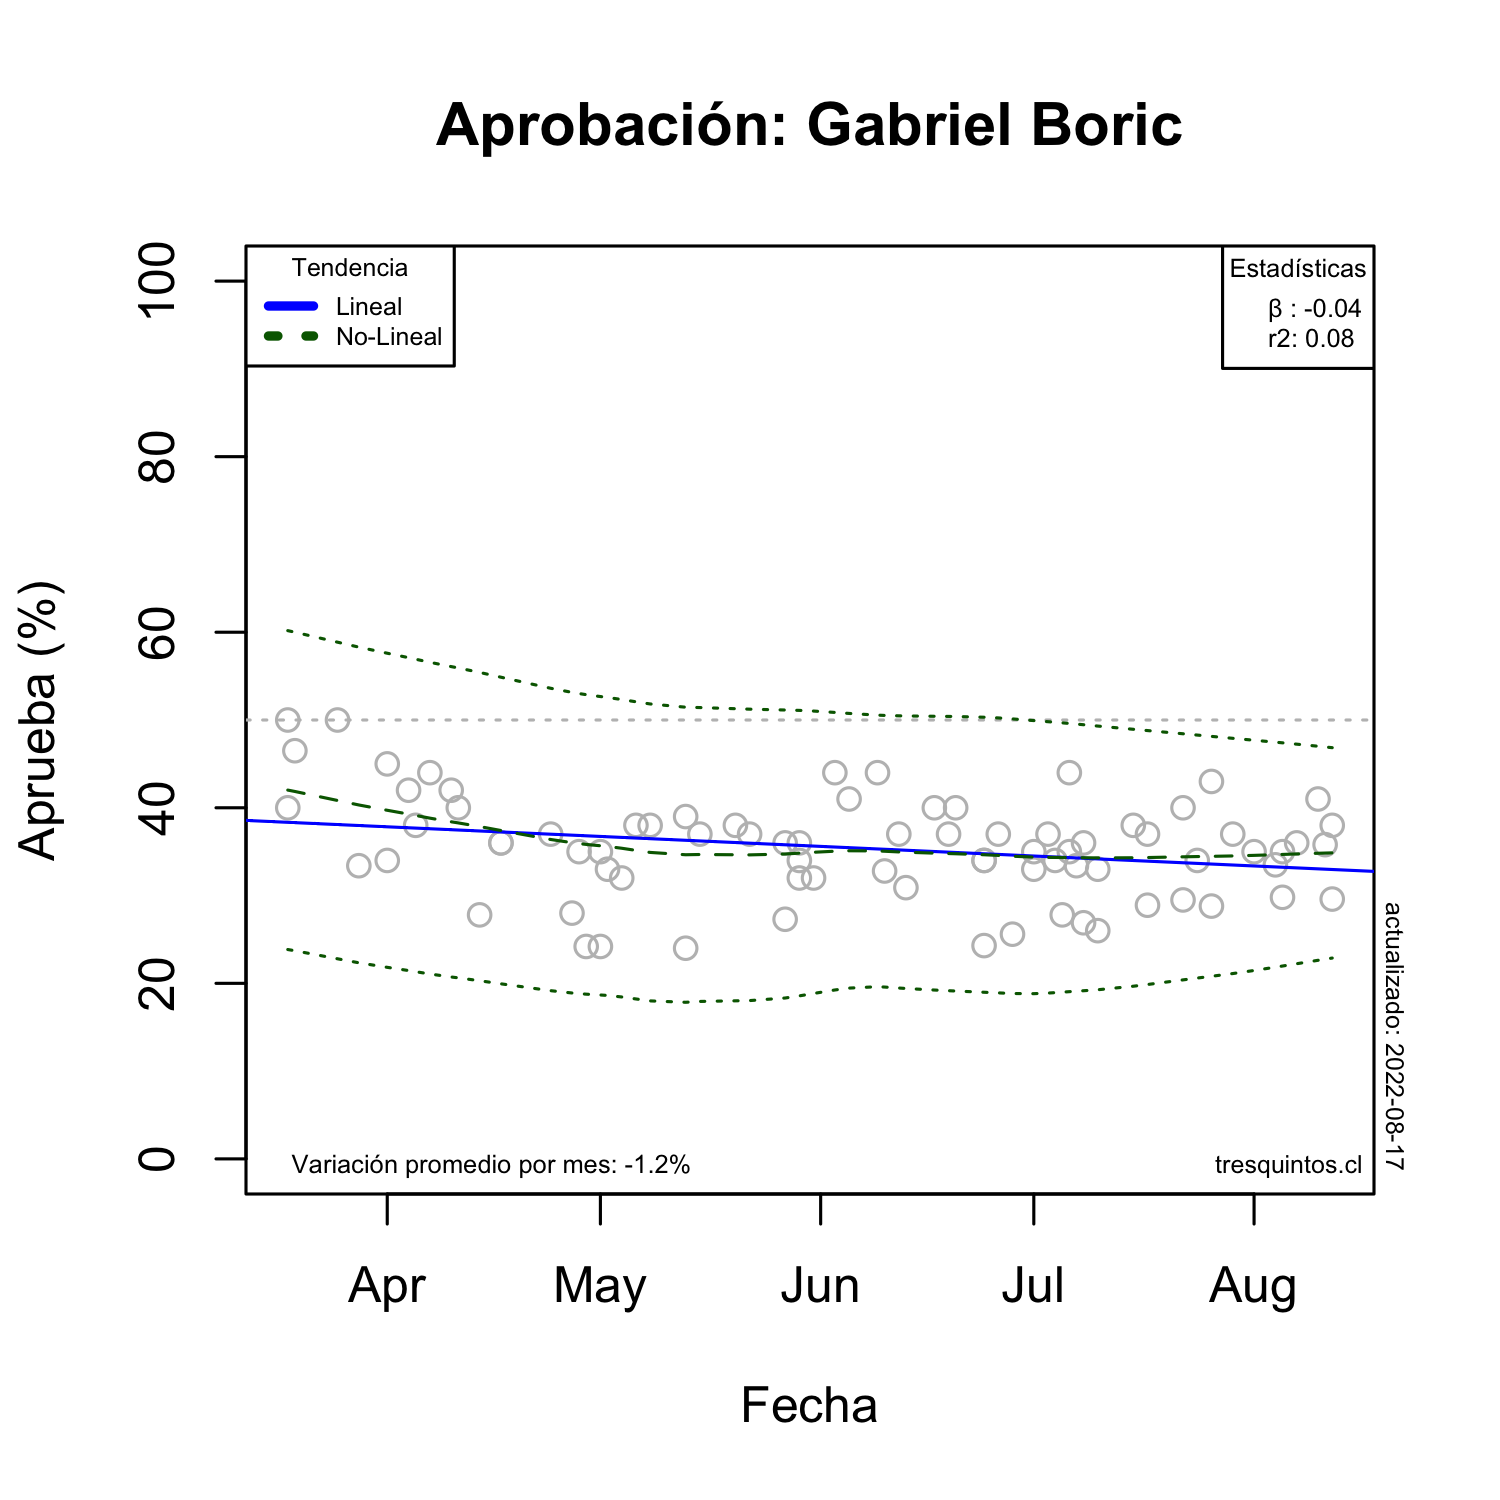 Aprobación: Gabriel Boric
Tendencia
Lineal
No-Lineal
Estadísticas
β : -0.04
r2: 0.08
Aprueba (%)
100
80
60
40
20
0
actualizado: 2022-08-17
Variación promedio por mes: -1.2%
tresquintos.cl
Apr
May
Jun
Jul
Aug
Fecha